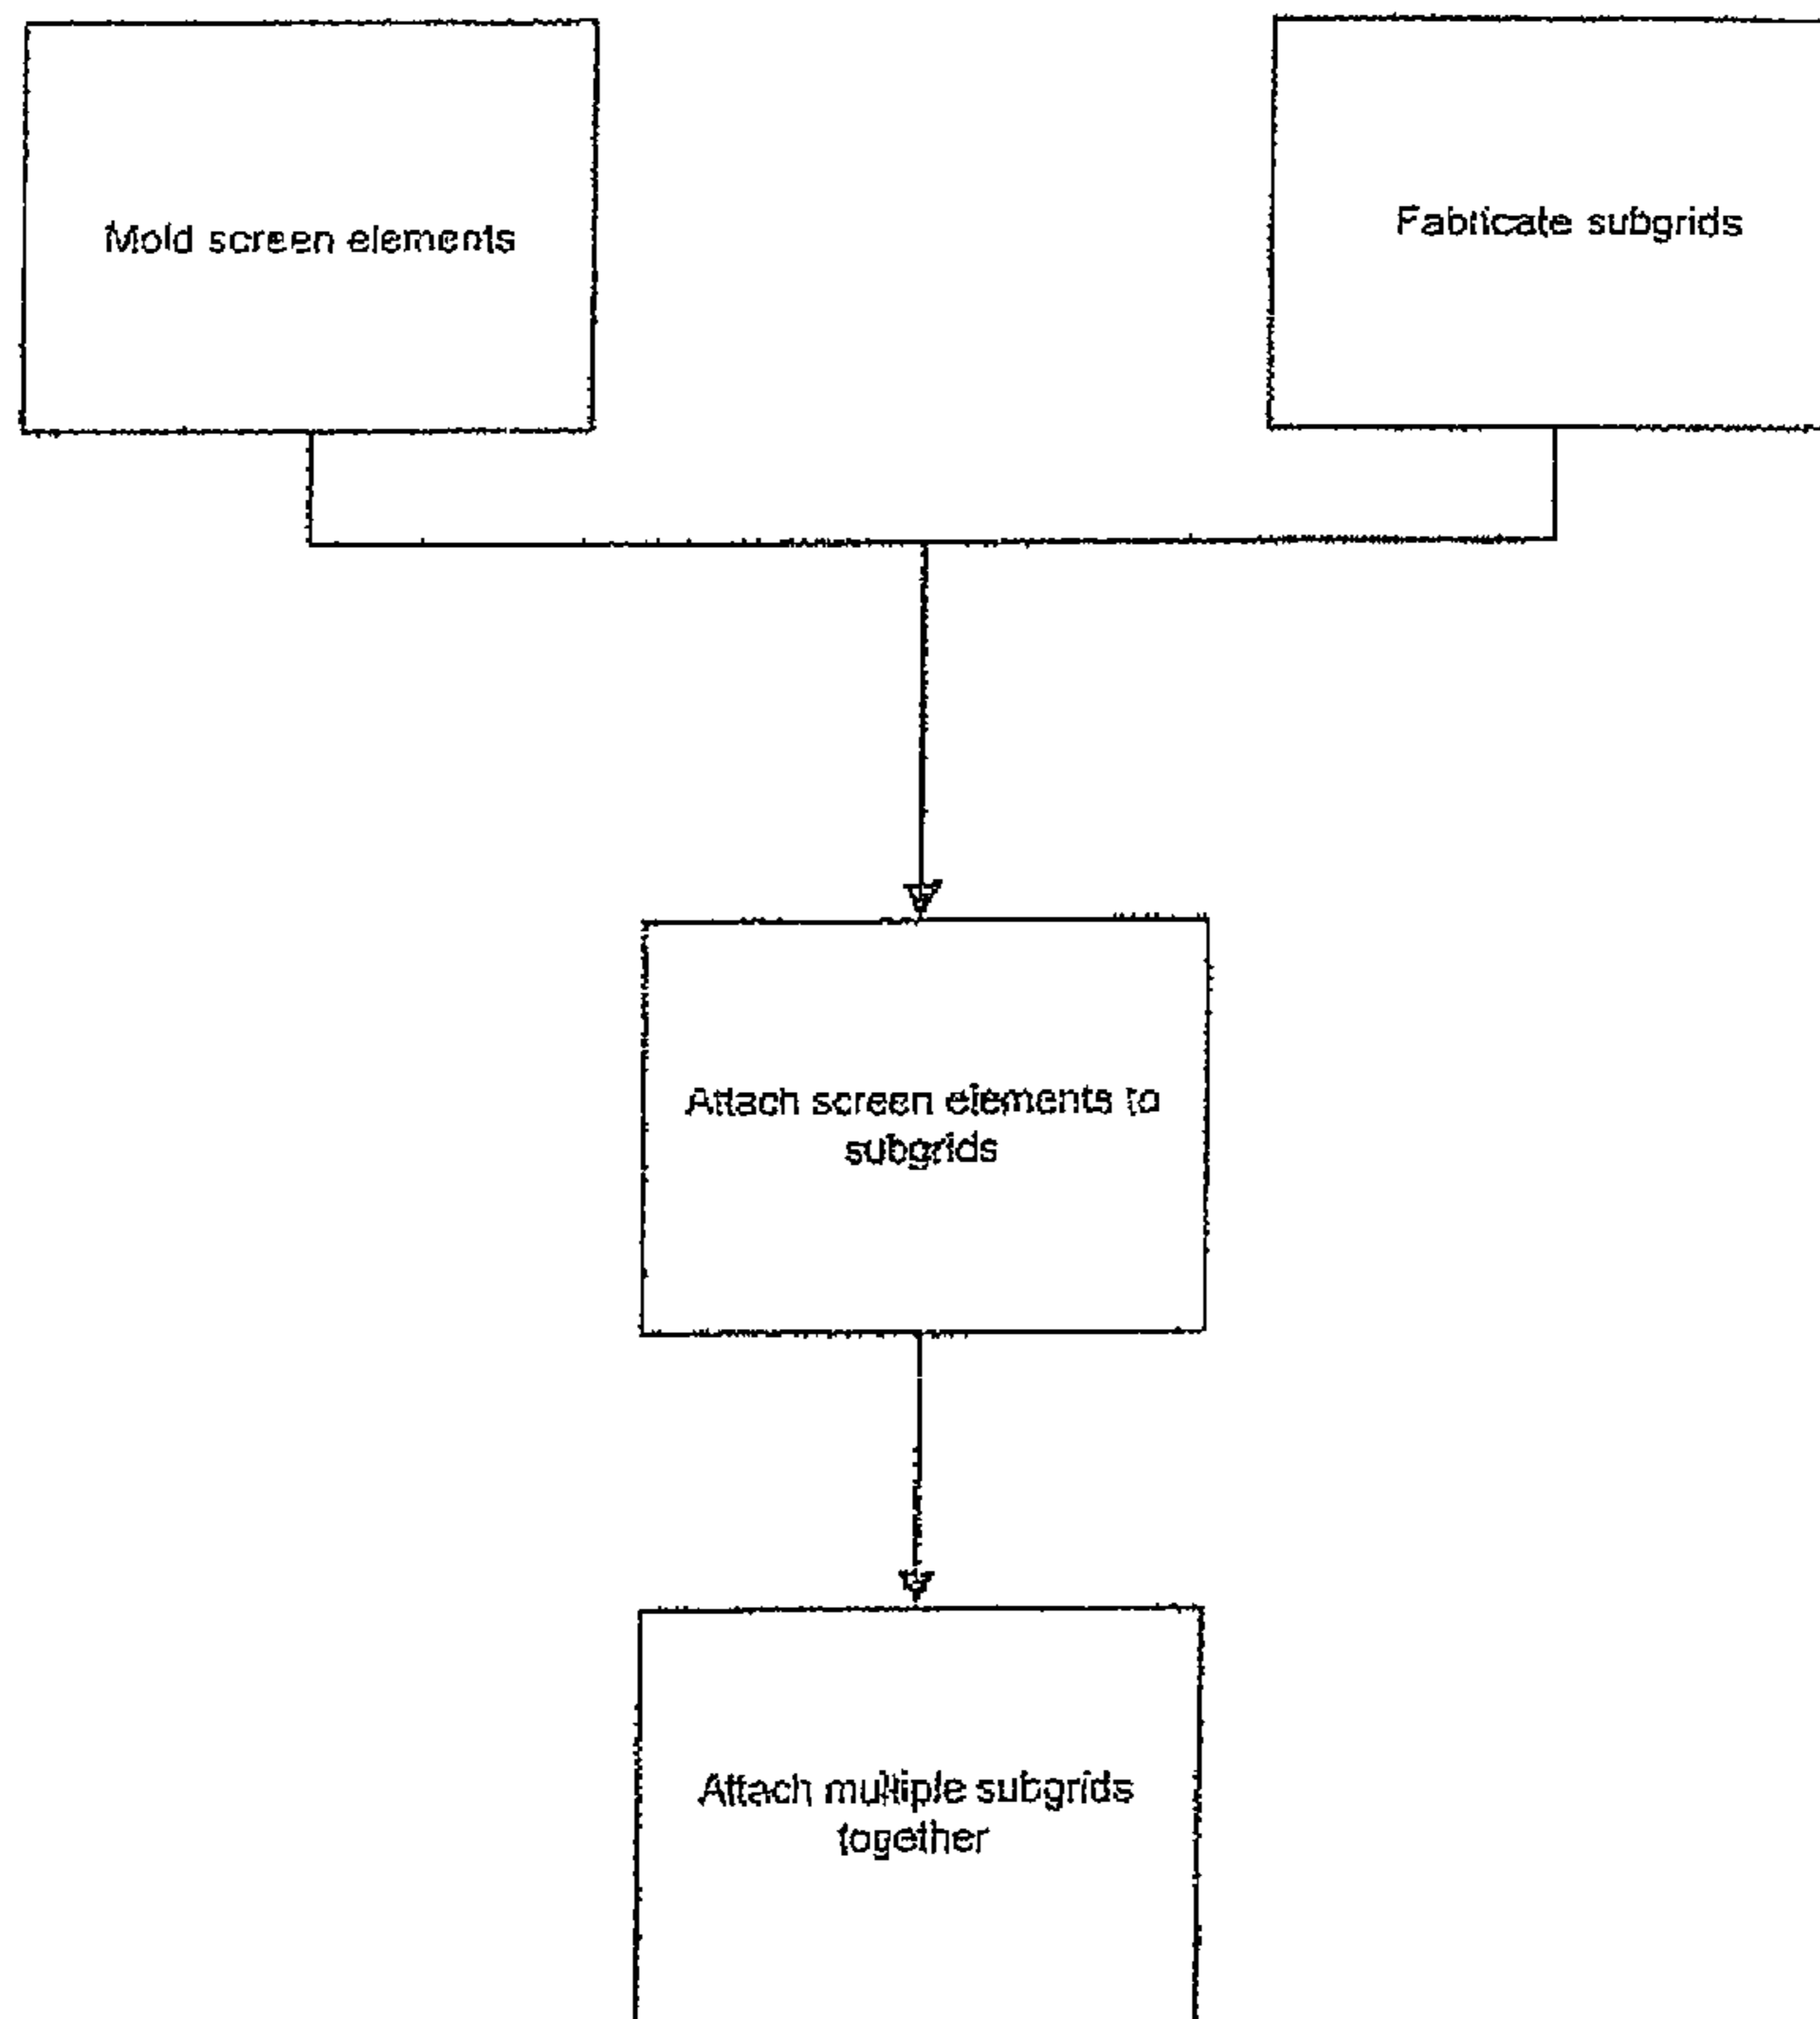 Mold screen elements
Fabricate subgrids
Attach screen elements to
subgrids
Attach multiple subgrids
together